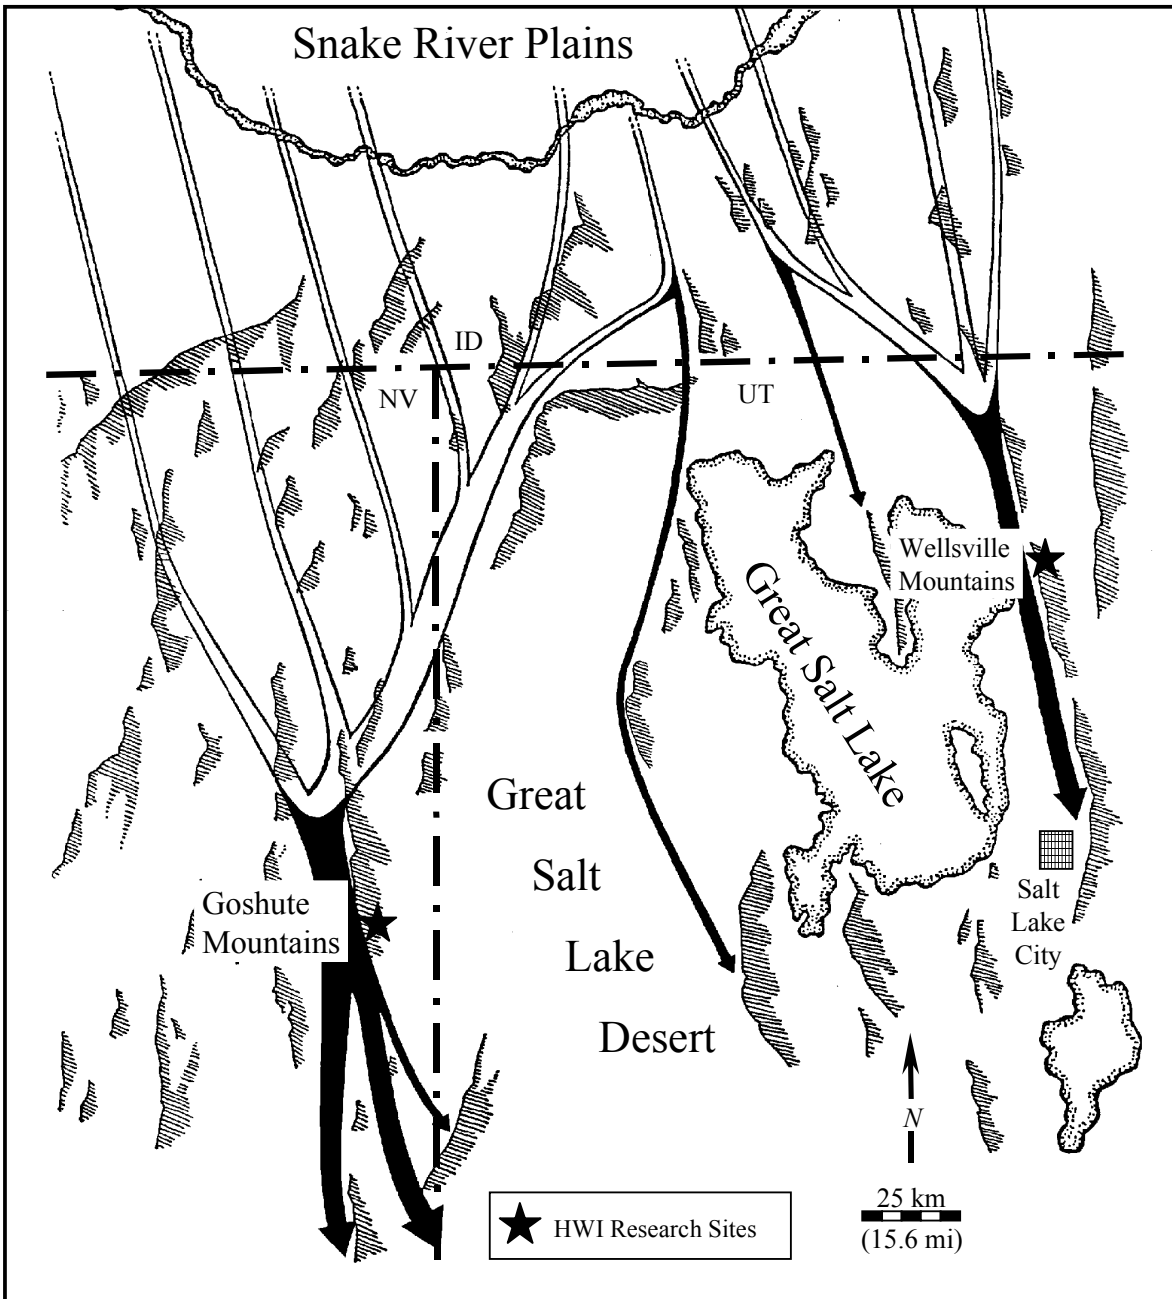 Snake River Plains
ID
NV
UT
Wellsville
Mountains
Great Salt Lake
Great
Salt
Lake
Desert
Goshute
Mountains
Salt
Lake
City
N
25 km
(15.6 mi)
HWI Research Sites